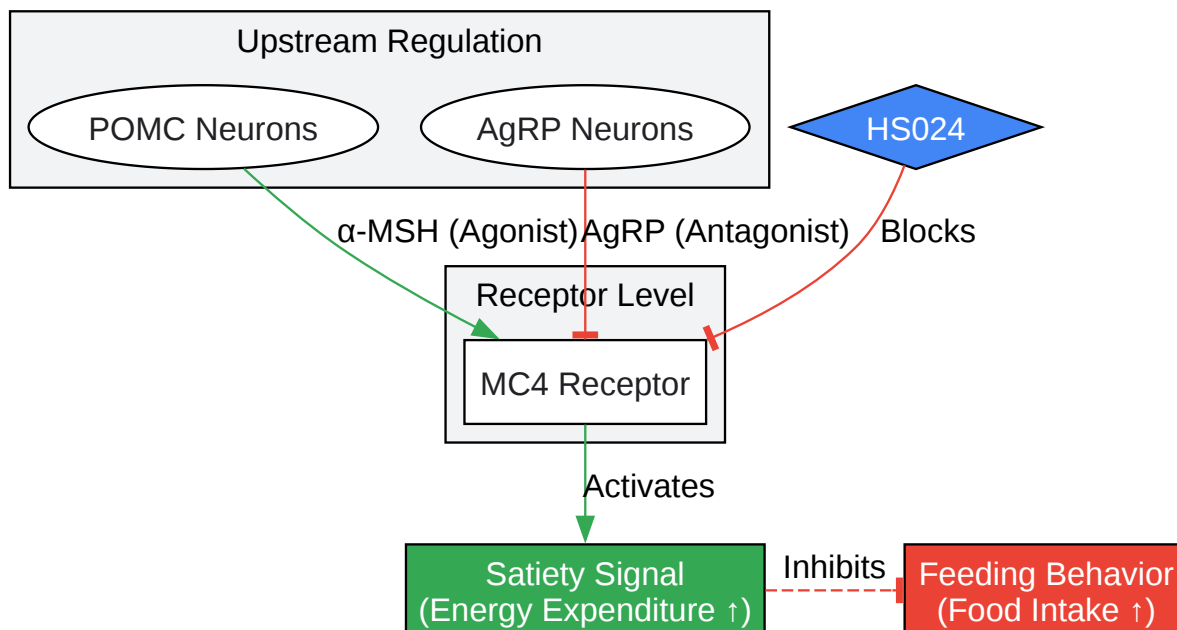 Upstream Regulation
POMC Neurons
AgRP Neurons
HS024
α-MSH (Agonist)
AgRP (Antagonist)
Blocks
Receptor Level
MC4 Receptor
Activates
Satiety Signal
(Energy Expenditure ↑)
Inhibits
Feeding Behavior
(Food Intake ↑)